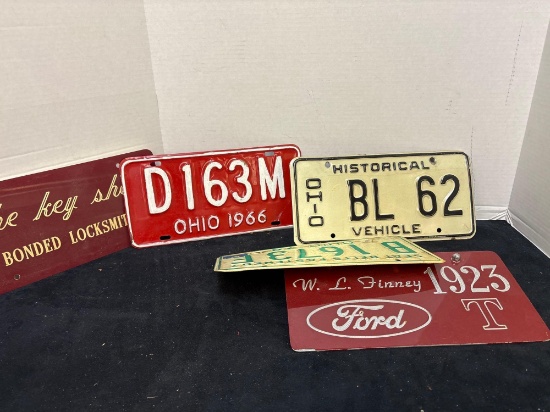 he key sh
BONDED LOCKSMIT
D163M
OHIO 1966
HISTORICAL
OHIO
BL 62
VEHICLE
W. L. Finney
1923
Ford
T